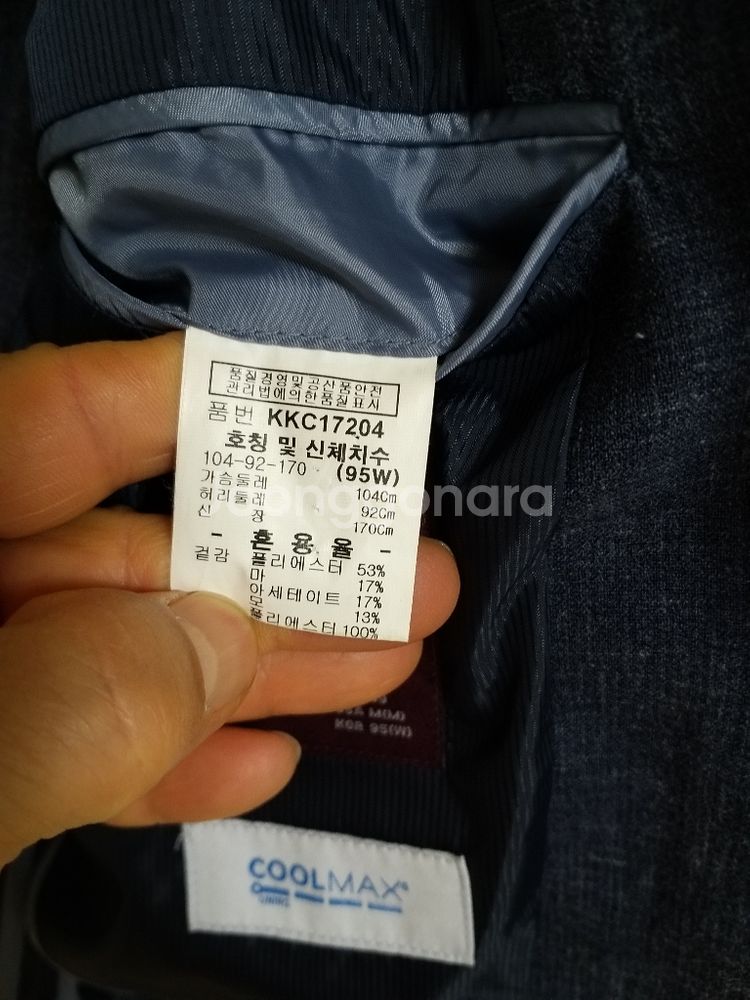 품질경영및공산품안전
관리법에의한품질표시
품번 KKC17204
호칭 및 신체치수
104-92-170 (95W)
가슴둘레 104Cm
허리둘레 92Cm
신 장 170Cm
- 혼용율 -
겉감 폴리에스터 53%
마 17%
아세테이트 17%
모 13%
폴리에스터 100%
M(M)
KOR 95(W)
COOLMAX®